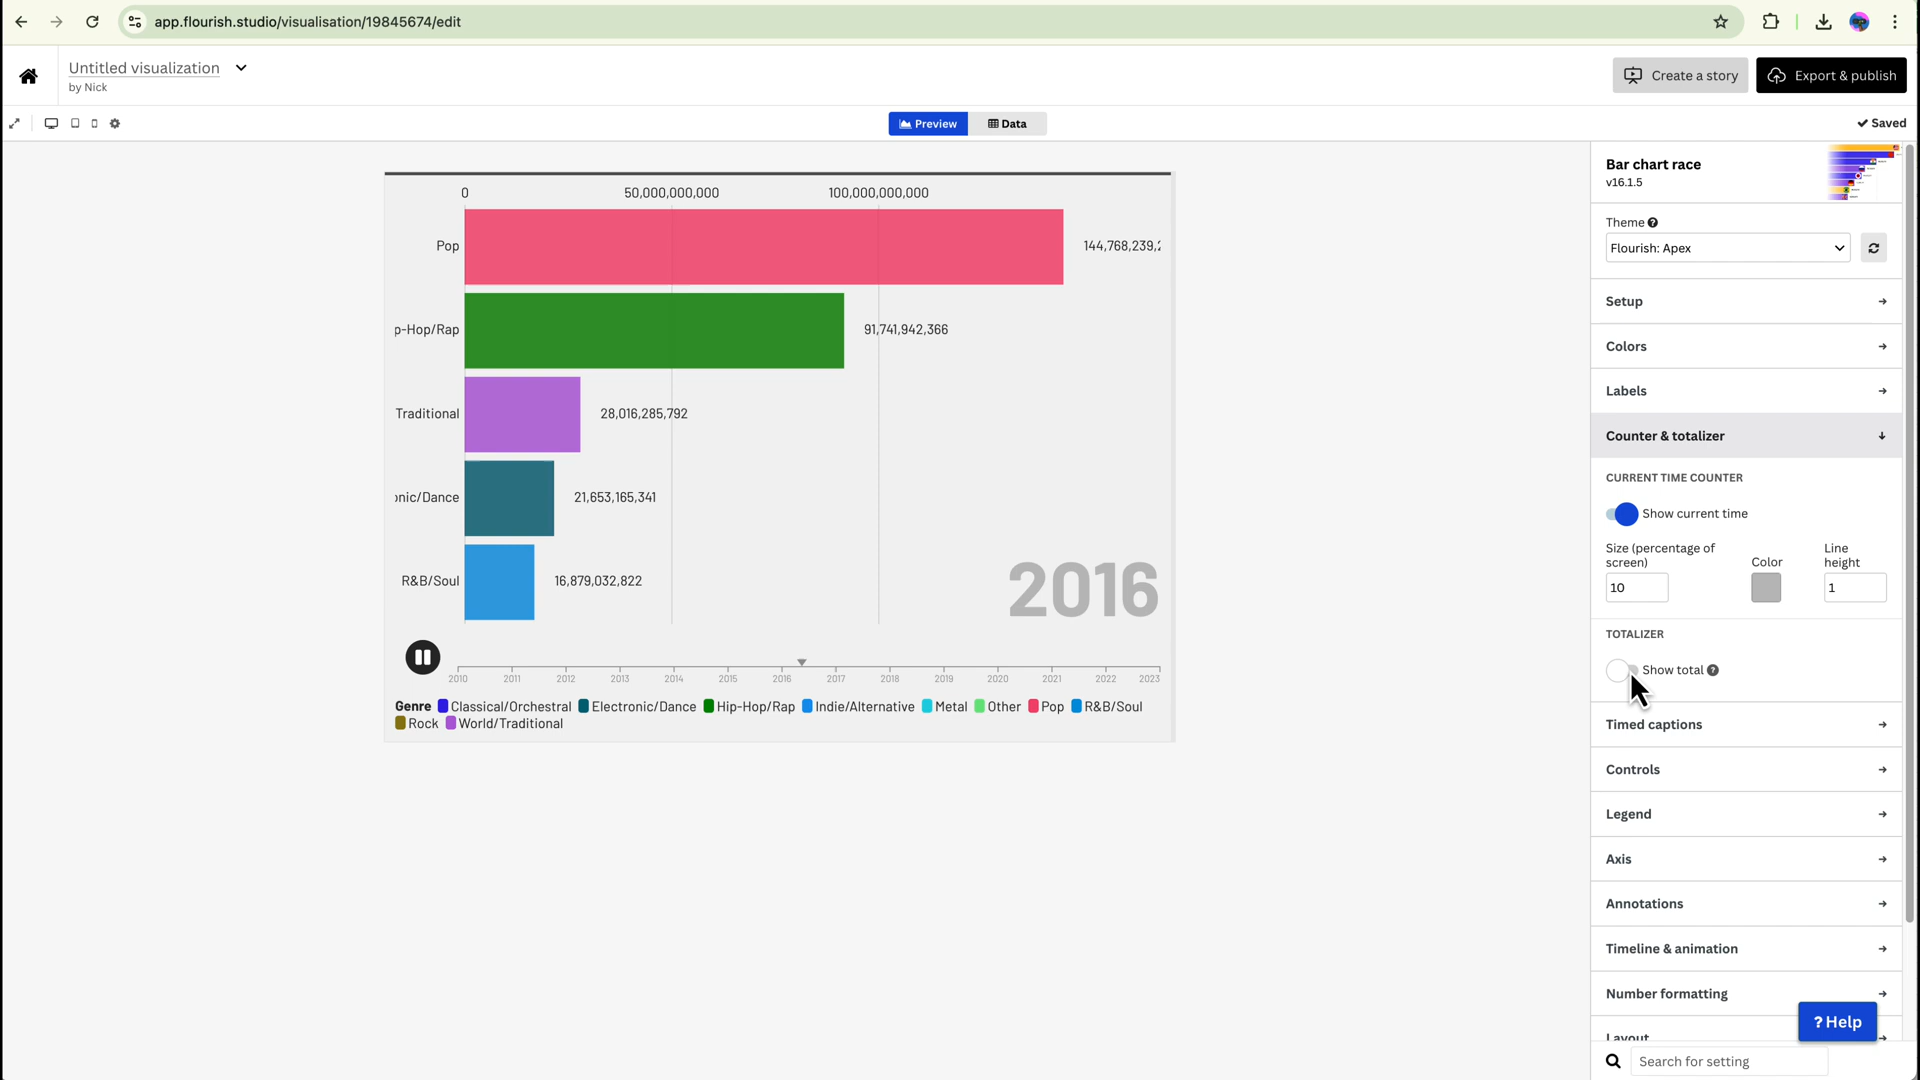 app.flourish.studio/visualisation/19845674/edit
Untitled visualization
by Nick
Create a story
Export & publish
Preview
Data
Saved
0 50,000,000,000 100,000,000,000
Pop 144,768,239,2
p-Hop/Rap 91,741,942,366
Traditional 28,016,285,792
onic/Dance 21,653,165,341
R&B/Soul 16,879,032,822
2016
2010 2011 2012 2013 2014 2015 2016 2017 2018 2019 2020 2021 2022 2023
Genre Classical/Orchestral Electronic/Dance Hip-Hop/Rap Indie/Alternative Metal Other Pop R&B/Soul
Rock World/Traditional
Bar chart race
v16.1.5
Theme ?
Flourish: Apex
Setup
Colors
Labels
Counter & totalizer
CURRENT TIME COUNTER
Show current time
Size (percentage of
screen)
Color
Line
height
10
1
TOTALIZER
Show total ?
Timed captions
Controls
Legend
Axis
Annotations
Timeline & animation
Number formatting
Layout
? Help
Search for setting